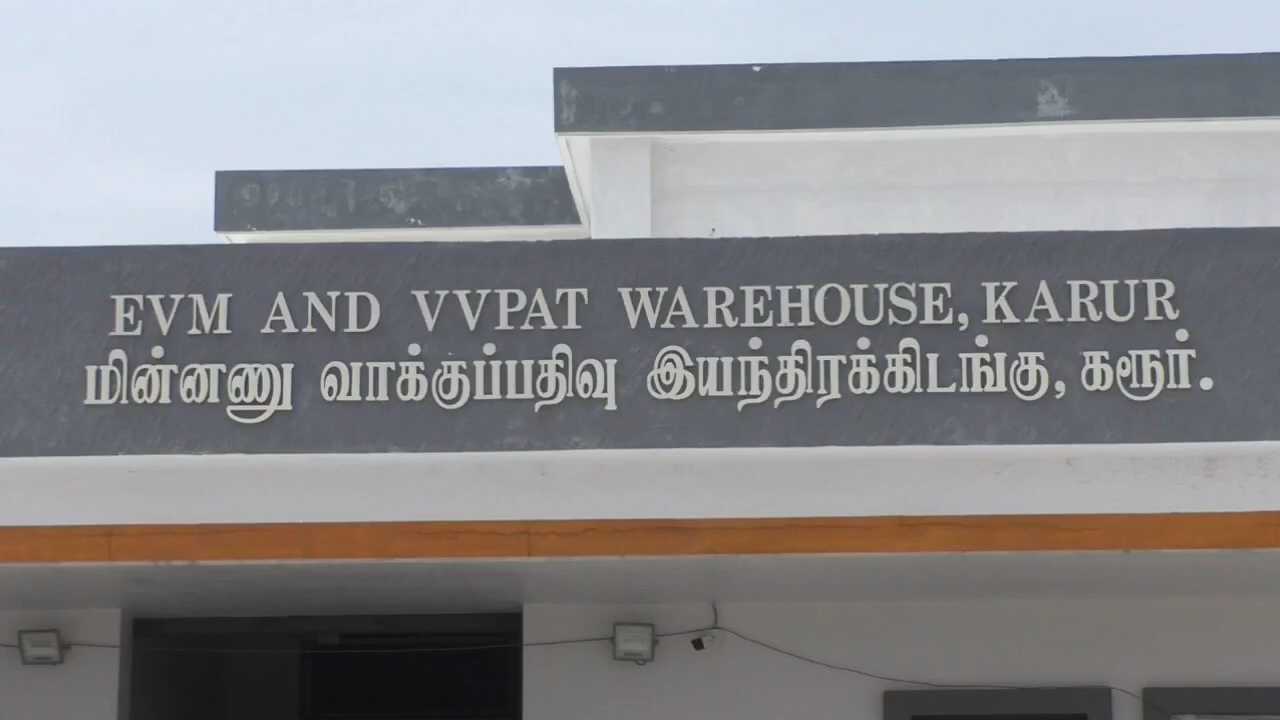 EVM AND VVPAT WAREHOUSE, KARUR
மின்னணு வாக்குப்பதிவு இயந்திரக்கிடங்கு, கரூர்.